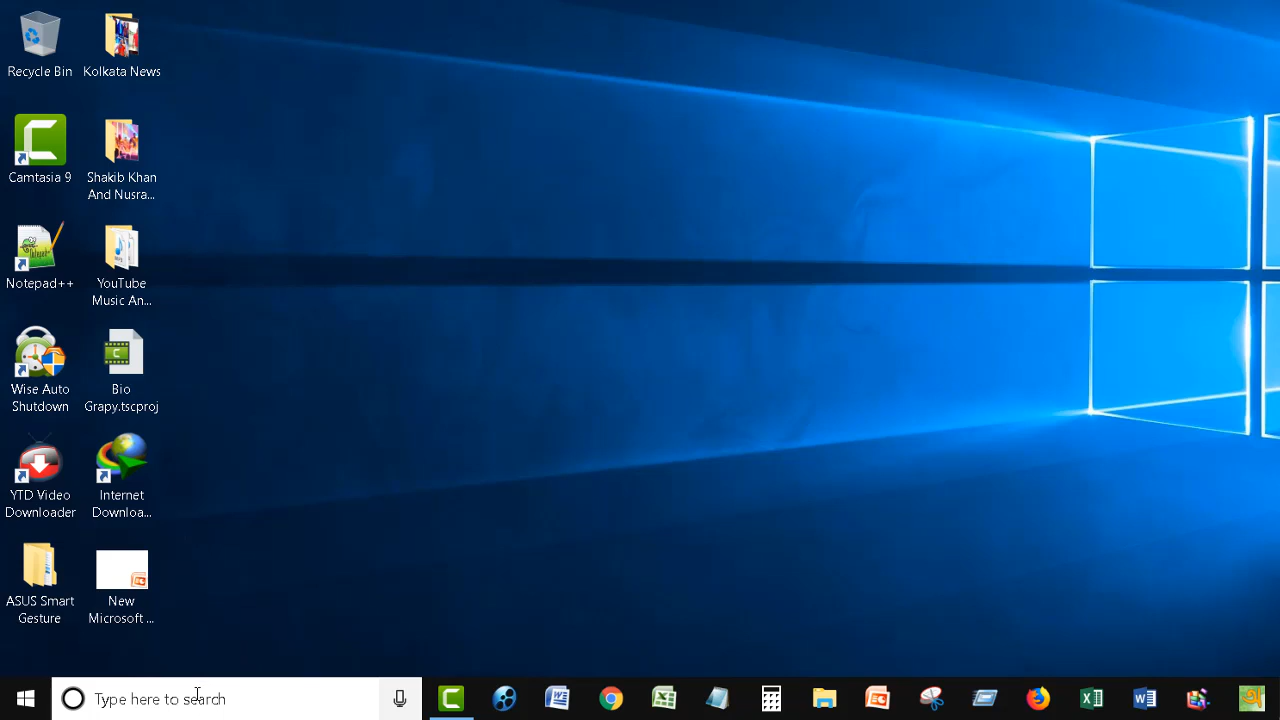 Recycle Bin
Kolkata News
Camtasia 9
Shakib Khan
And Nusra...
Notepad++
YouTube
Music An...
Wise Auto
Shutdown
Bio
Grapy.tscproj
YTD Video
Downloader
Internet
Downloa...
ASUS Smart
Gesture
New
Microsoft ...
Type here to search